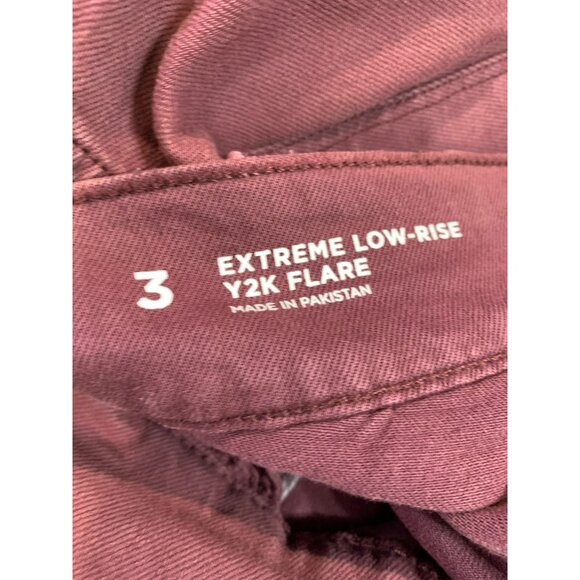 3
EXTREME LOW-RISE
Y2K FLARE
MADE IN PAKISTAN